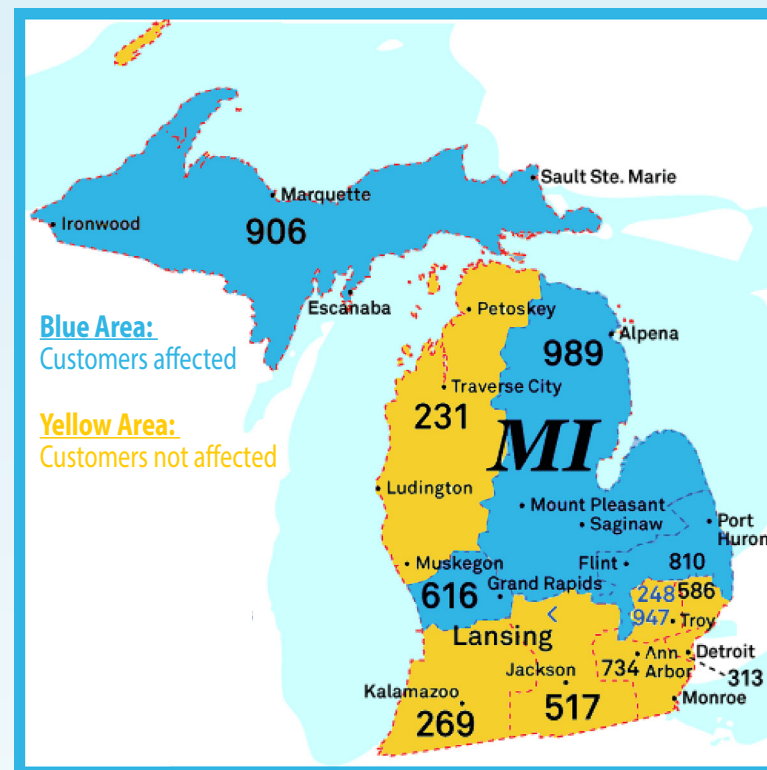 Sault Ste. Marie
Marquette
Ironwood
906
Escanaba
Petoskey
Blue Area:
Customers affected
Alpena
989
Traverse City
231
Yellow Area:
Customers not affected
MI
Ludington
Mount Pleasant
Saginaw
Port
Huron
Muskegon
Flint
810
616
Grand Rapids
248
586
947
Troy
Lansing
Ann
Arbor
Detroit
734
313
Jackson
Kalamazoo
Monroe
517
269